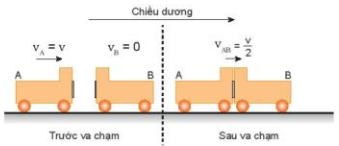 Chiều dương
v_A = v
v_B = 0
v_AB = v/2
A
B
A
B
Trước va chạm
Sau va chạm